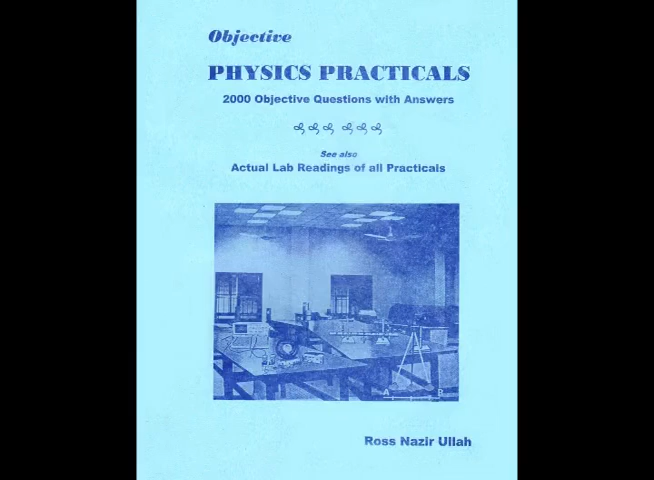 Objective
PHYSICS PRACTICALS
2000 Objective Questions with Answers
See also
Actual Lab Readings of all Practicals
A B
Ross Nazir Ullah